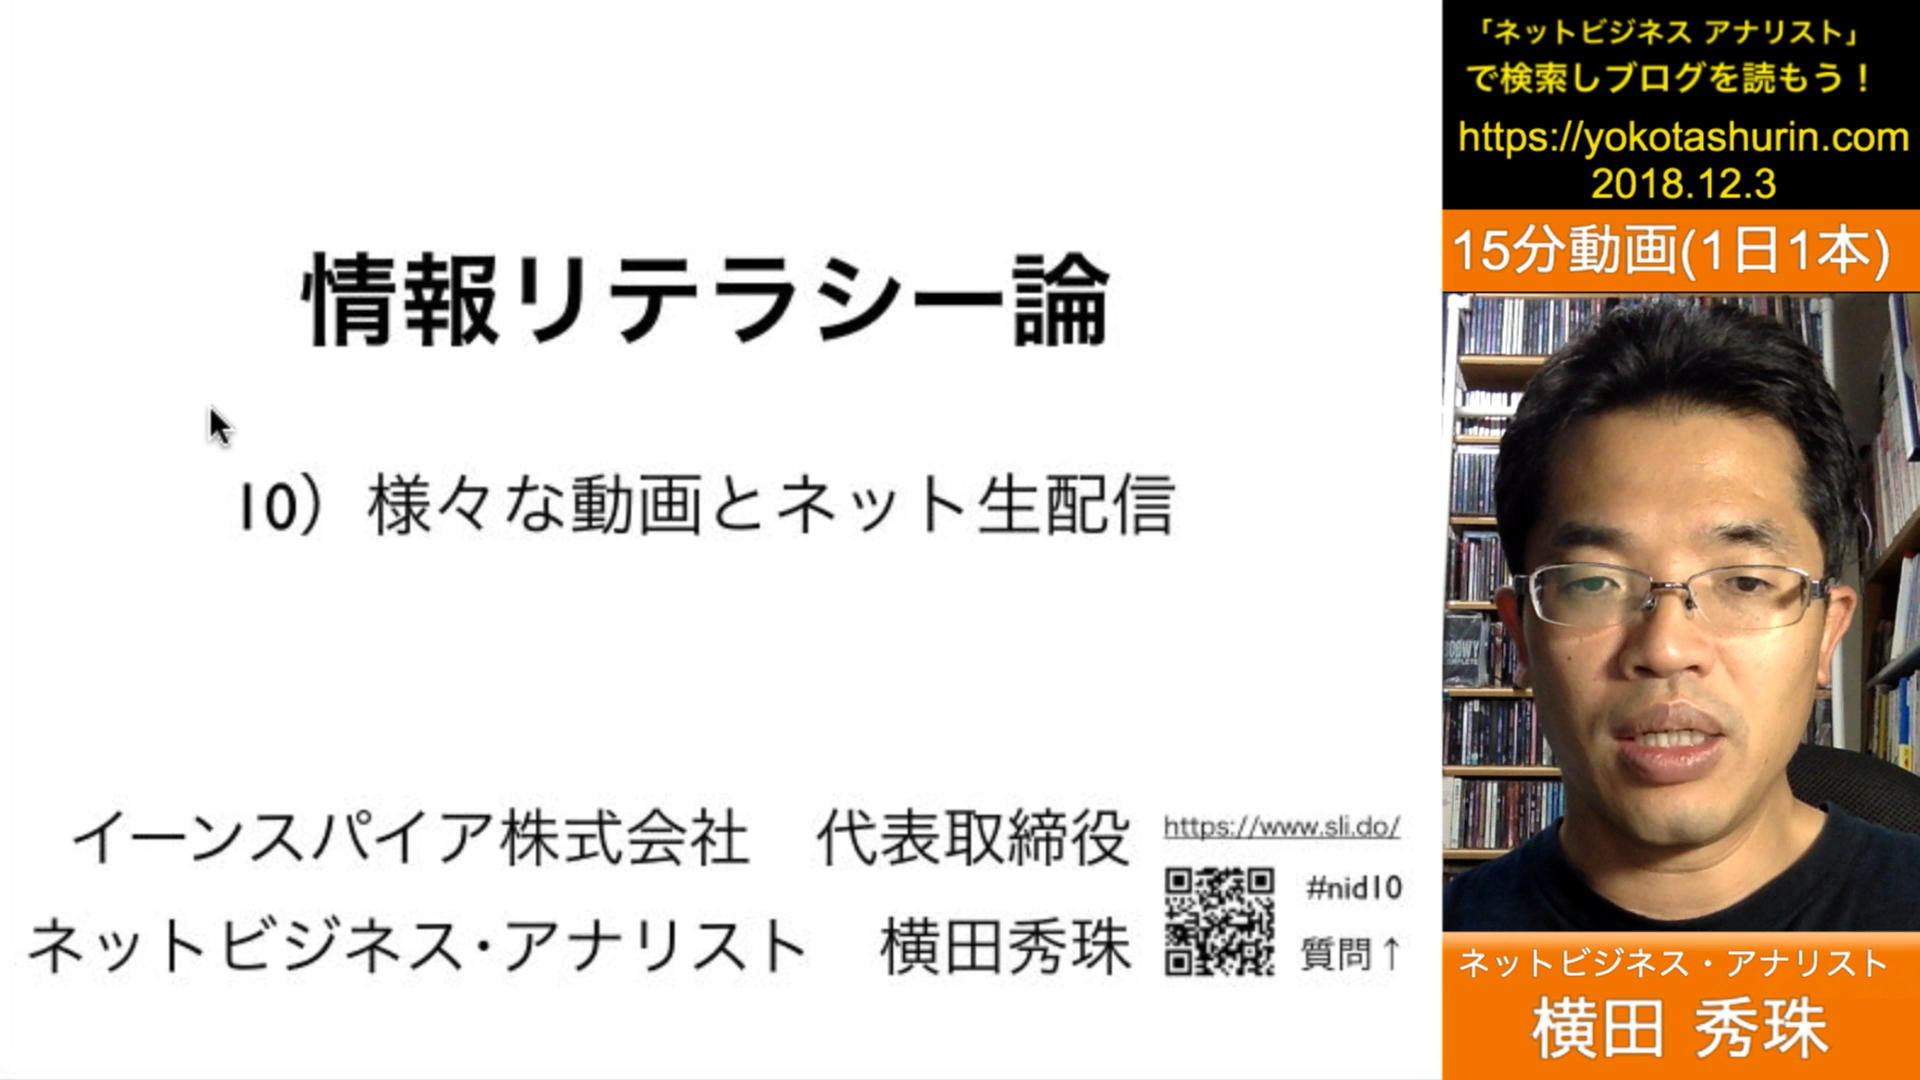 情報リテラシー論
10）様々な動画とネット生配信
イーンスパイア株式会社　代表取締役
ネットビジネス・アナリスト　横田秀珠
https://www.sli.do/
#nid10
質問↑
「ネットビジネス アナリスト」
で検索しブログを読もう！
https://yokotashurin.com
2018.12.3
15分動画(1日1本)
ネットビジネス・アナリスト
横田 秀珠